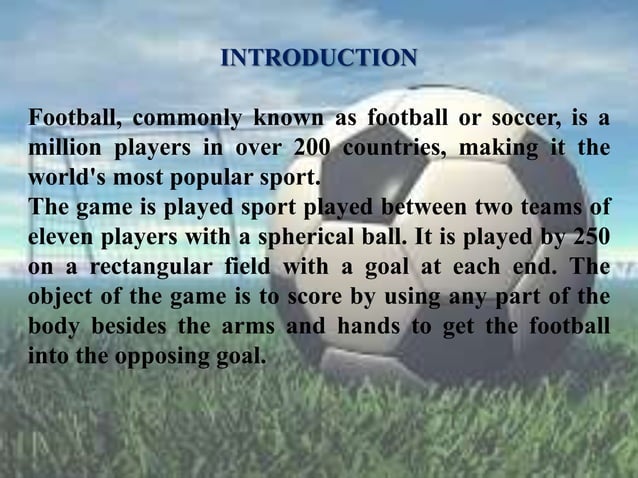 INTRODUCTION
Football, commonly known as football or soccer, is a
million players in over 200 countries, making it the
world's most popular sport.
The game is played sport played between two teams of
eleven players with a spherical ball. It is played by 250
on a rectangular field with a goal at each end. The
object of the game is to score by using any part of the
body besides the arms and hands to get the football
into the opposing goal.